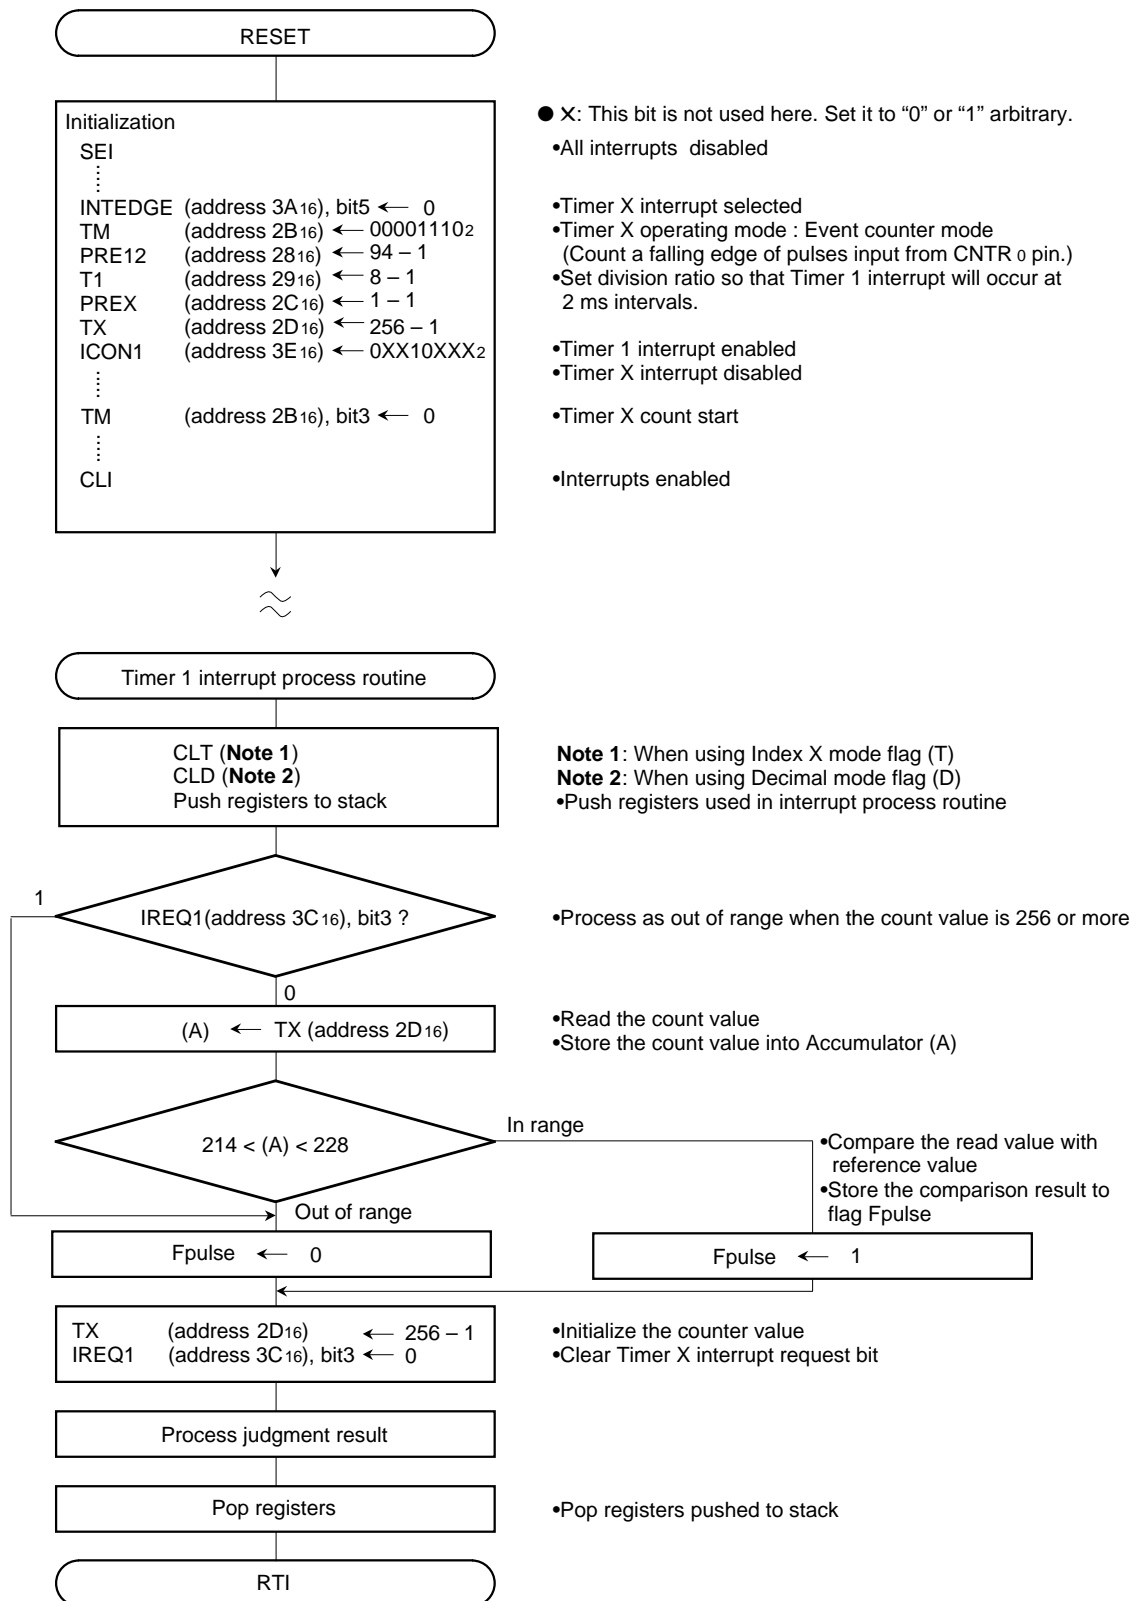 RESET
● X: This bit is not used here. Set it to “0” or “1” arbitrary.
Initialization
SEI
•All interrupts disabled
INTEDGE (address 3A16), bit5 ← 0
•Timer X interrupt selected
TM (address 2B16) ← 000011102
•Timer X operating mode : Event counter mode
(Count a falling edge of pulses input from CNTR 0 pin.)
PRE12 (address 2816) ← 94 – 1
T1 (address 2916) ← 8 – 1
•Set division ratio so that Timer 1 interrupt will occur at
2 ms intervals.
PREX (address 2C16) ← 1 – 1
TX (address 2D16) ← 256 – 1
ICON1 (address 3E16) ← 0XX10XXX2
•Timer 1 interrupt enabled
•Timer X interrupt disabled
TM (address 2B16), bit3 ← 0
•Timer X count start
CLI
•Interrupts enabled
Timer 1 interrupt process routine
CLT (Note 1)
CLD (Note 2)
Push registers to stack
Note 1: When using Index X mode flag (T)
Note 2: When using Decimal mode flag (D)
•Push registers used in interrupt process routine
1
IREQ1(address 3C16), bit3 ?
•Process as out of range when the count value is 256 or more
0
(A) ← TX (address 2D16)
•Read the count value
•Store the count value into Accumulator (A)
214 < (A) < 228
In range
•Compare the read value with
reference value
•Store the comparison result to
flag Fpulse
Out of range
Fpulse ← 0
Fpulse ← 1
TX (address 2D16) ← 256 – 1
IREQ1 (address 3C16), bit3 ← 0
•Initialize the counter value
•Clear Timer X interrupt request bit
Process judgment result
Pop registers
•Pop registers pushed to stack
RTI